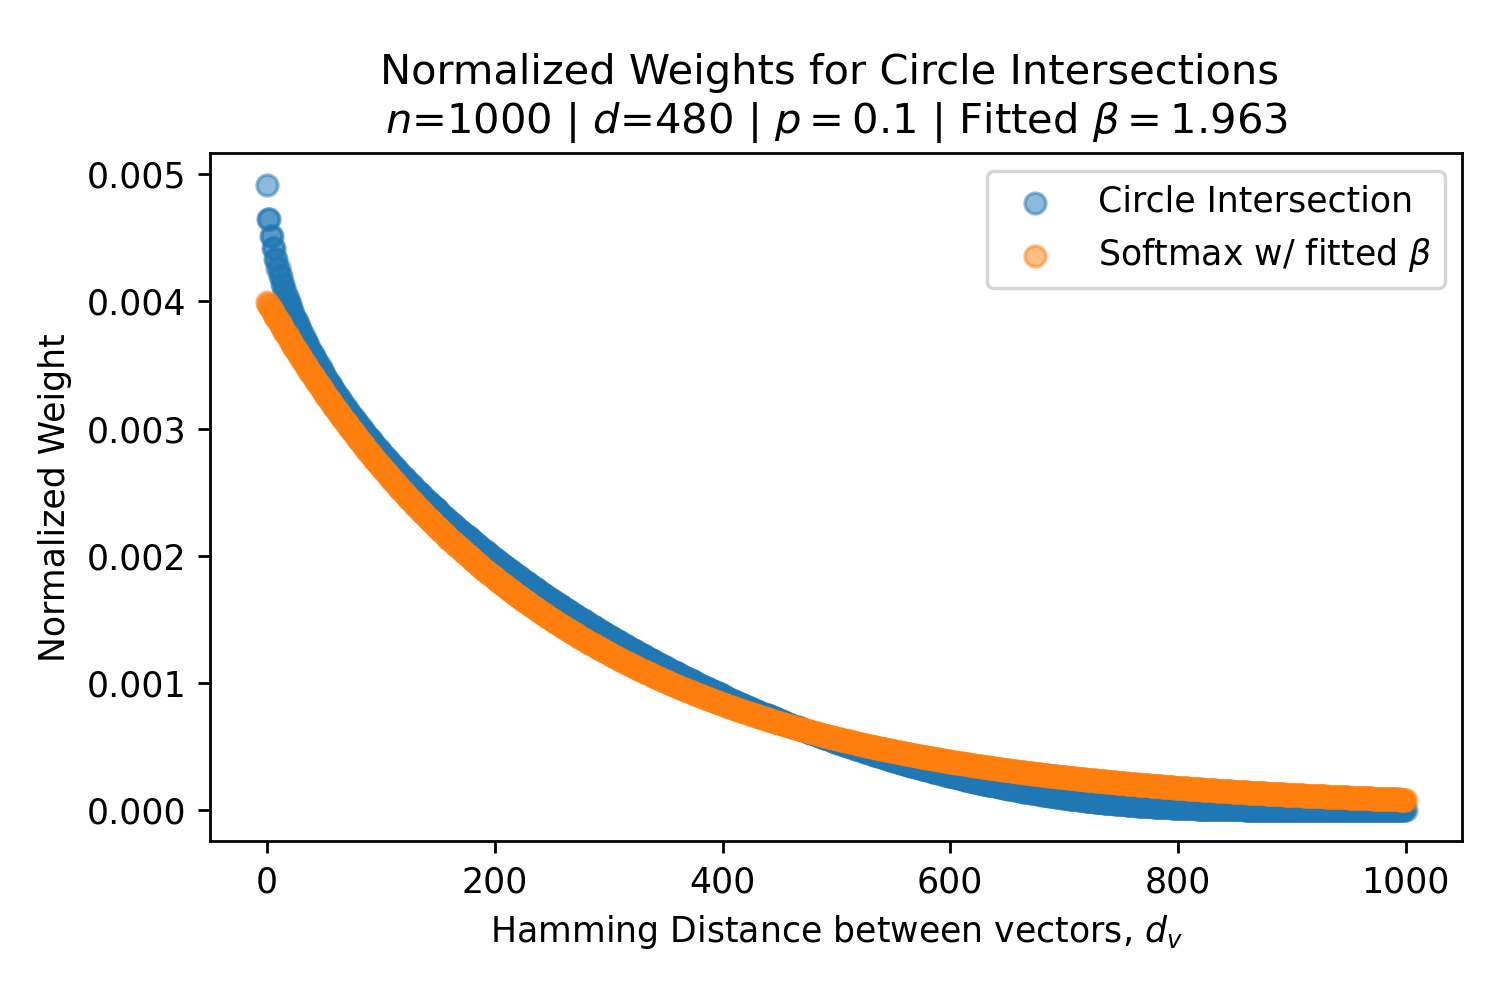 Normalized Weights for Circle Intersections
n=1000 | d=480 | p = 0.1 | Fitted β = 1.963
Circle Intersection
Softmax w/ fitted β
Normalized Weight
0.005
0.004
0.003
0.002
0.001
0.000
0 200 400 600 800 1000
Hamming Distance between vectors, d_v